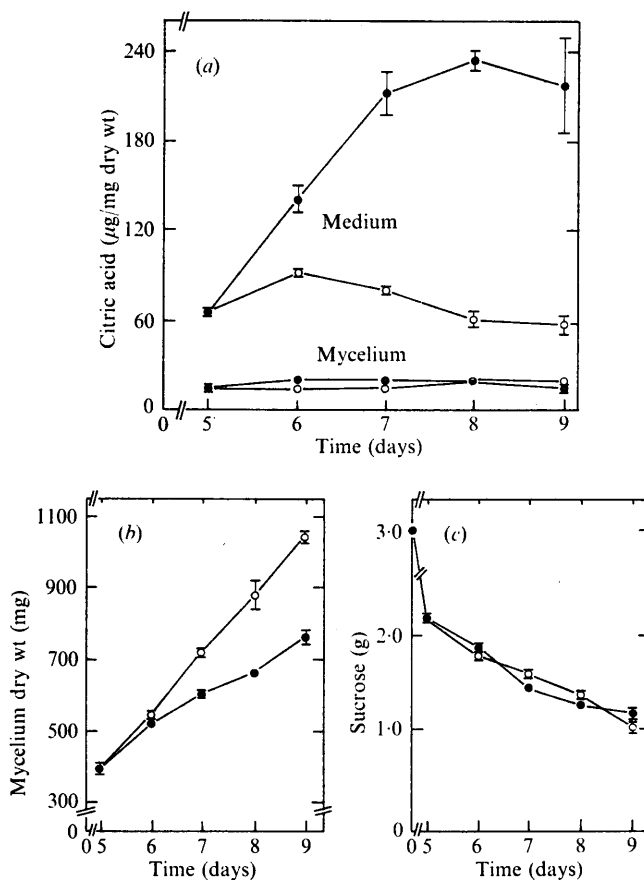 (a)
Citric acid (μg/mg dry wt)
240
180
120
60
0
Medium
Mycelium
0 5 6 7 8 9
Time (days)
(b)
Mycelium dry wt (mg)
1100
900
700
500
300
0
0 5 6 7 8 9
Time (days)
(c)
Sucrose (g)
3·0
2·0
1·0
0
0 5 6 7 8 9
Time (days)